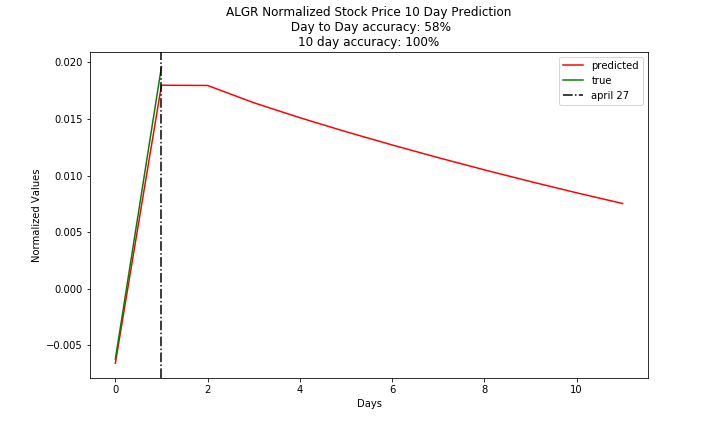 ALGR Normalized Stock Price 10 Day Prediction
Day to Day accuracy: 58%
10 day accuracy: 100%
predicted
true
april 27
0.020
0.015
0.010
0.005
0.000
−0.005
Normalized Values
0 2 4 6 8 10
Days